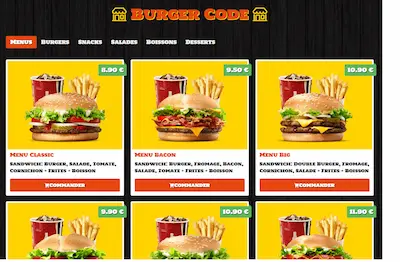 Burger Code
Menus Burgers Snacks Salades Boissons Desserts
8.90 €
9.50 €
10.90 €
Menu Classic
Sandwich: Burger, Salade, Tomate,
Cornichon + Frites + Boisson
Commander
Menu Bacon
Sandwich: Burger, Fromage, Bacon,
Salade, Tomate + Frites + Boisson
Commander
Menu Big
Sandwich: Double Burger, Fromage,
Cornichon, Salade + Frites + Boisson
Commander
9.90 €
10.90 €
11.90 €